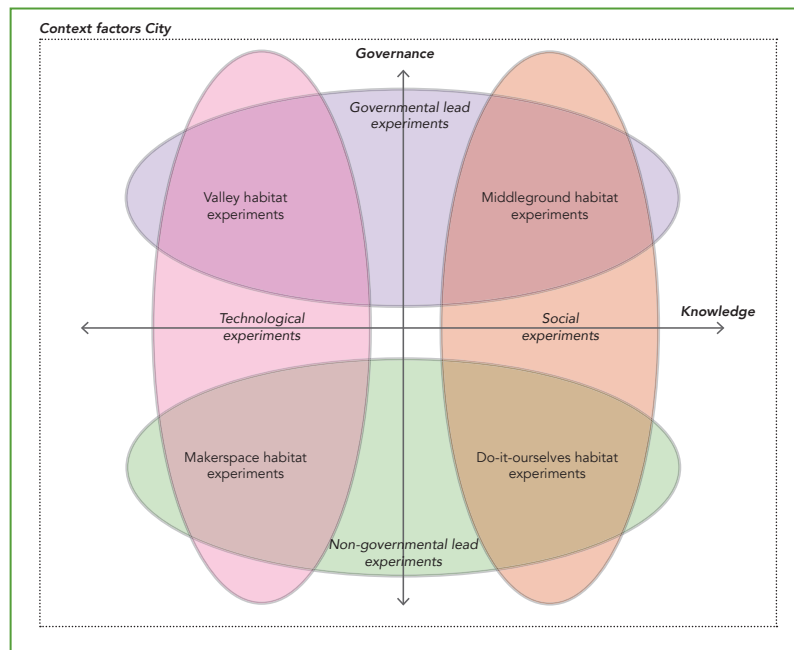 Context factors City
Governance
Governmental lead
experiments
Valley habitat
experiments
Middleground habitat
experiments
Knowledge
Technological
experiments
Social
experiments
Makerspace habitat
experiments
Do-it-ourselves habitat
experiments
Non-governmental lead
experiments